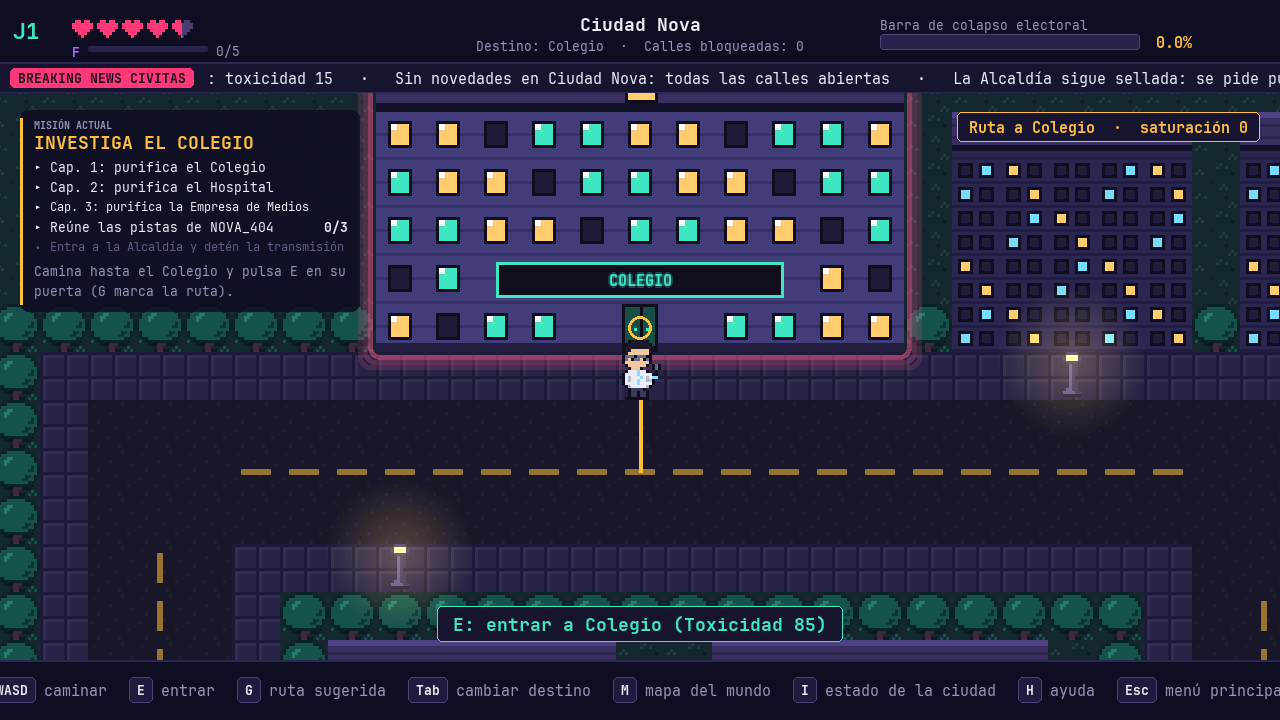 J1
F
0/5
Ciudad Nova
Destino: Colegio · Calles bloqueadas: 0
Barra de colapso electoral
0.0%
BREAKING NEWS CIVITAS
: toxicidad 15 · Sin novedades en Ciudad Nova: todas las calles abiertas · La Alcaldía sigue sellada: se pide
MISIÓN ACTUAL
INVESTIGA EL COLEGIO
▸ Cap. 1: purifica el Colegio
▸ Cap. 2: purifica el Hospital
▸ Cap. 3: purifica la Empresa de Medios
▸ Reúne las pistas de NOVA_404 0/3
· Entra a la Alcaldía y detén la transmisión
Camina hasta el Colegio y pulsa E en su
puerta (G marca la ruta).
Ruta a Colegio · saturación 0
COLEGIO
E: entrar a Colegio (Toxicidad 85)
WASD caminar E entrar G ruta sugerida Tab cambiar destino M mapa del mundo I estado de la ciudad H ayuda Esc menú principa